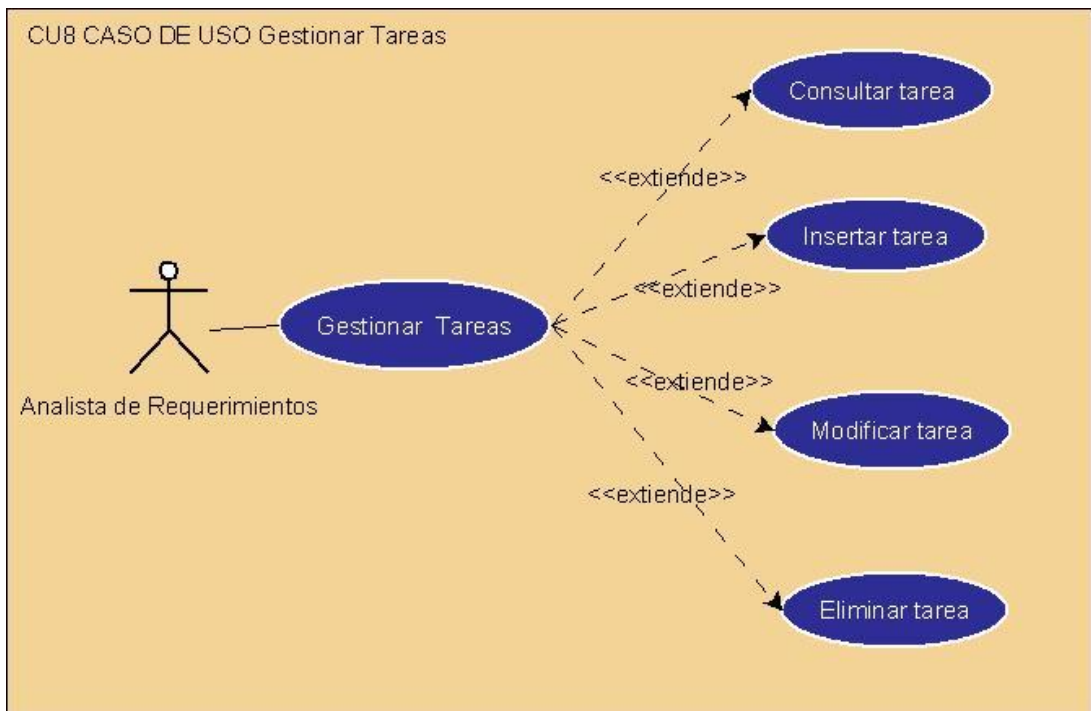 CU8 CASO DE USO Gestionar Tareas
Consultar tarea
<<extiende>>
Insertar tarea
<<extiende>>
Gestionar Tareas
<<extiende>>
Analista de Requerimientos
Modificar tarea
<<extiende>>
Eliminar tarea